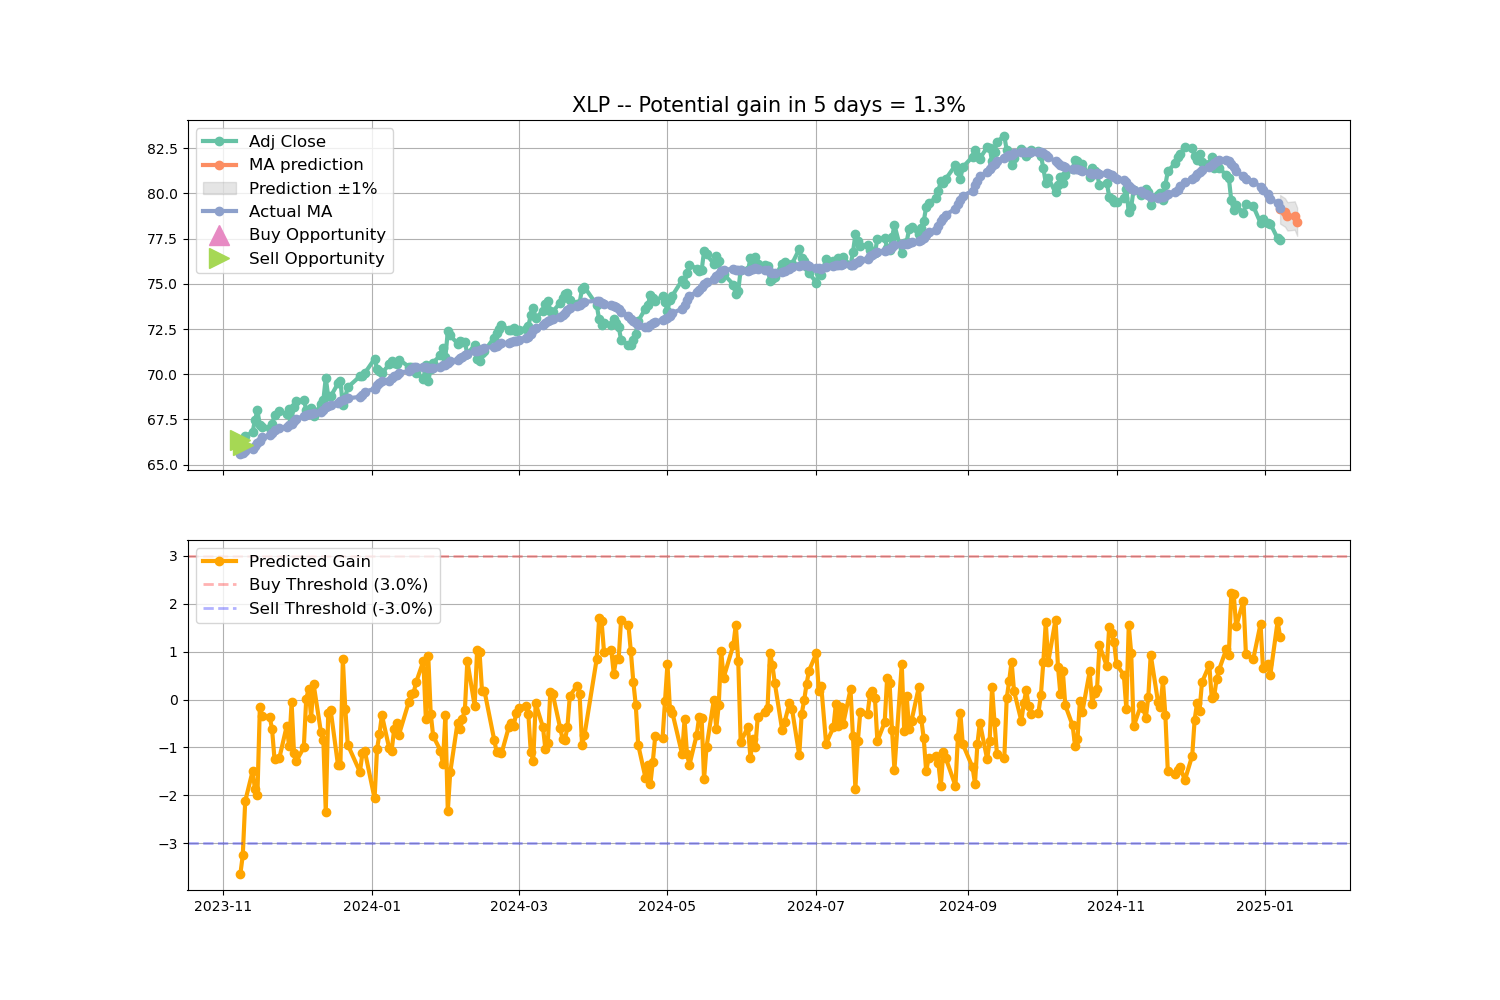 XLP -- Potential gain in 5 days = 1.3%
82.5
80.0
77.5
75.0
72.5
70.0
67.5
65.0
Adj Close
MA prediction
Prediction ±1%
Actual MA
Buy Opportunity
Sell Opportunity
3
2
1
0
−1
−2
−3
Predicted Gain
Buy Threshold (3.0%)
Sell Threshold (-3.0%)
2023-11 2024-01 2024-03 2024-05 2024-07 2024-09 2024-11 2025-01